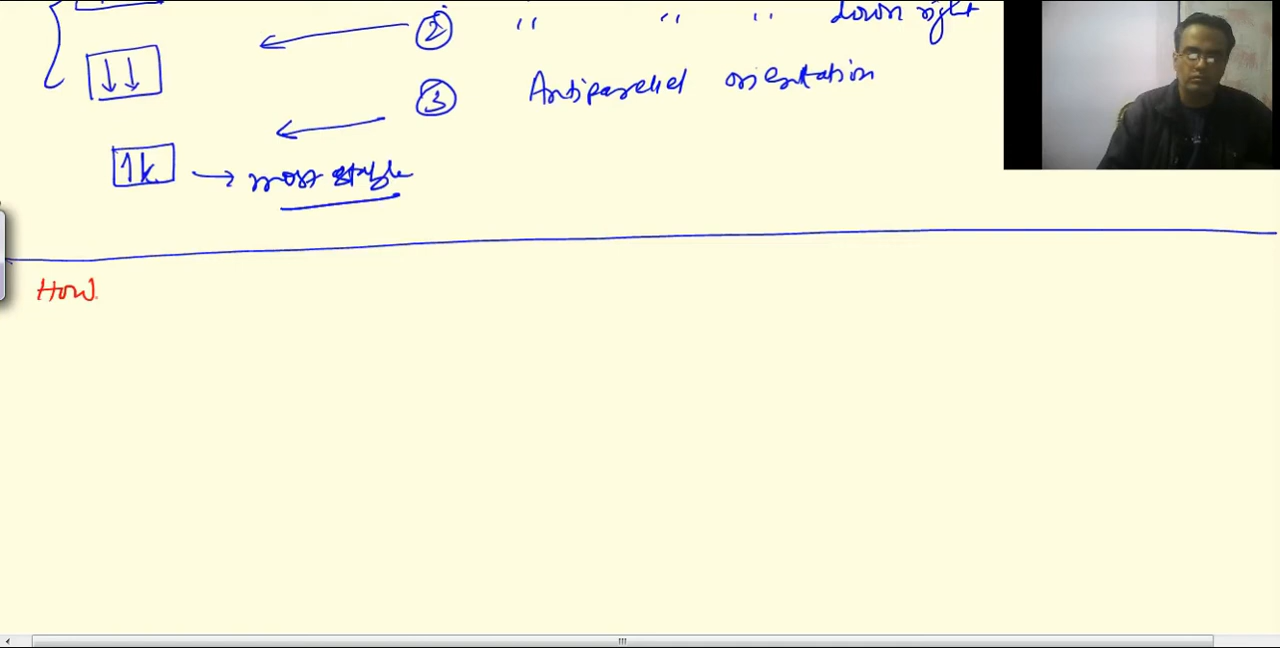 ② " " " down right
↓↓
③ Antiparallel orientation
→ most stable
How